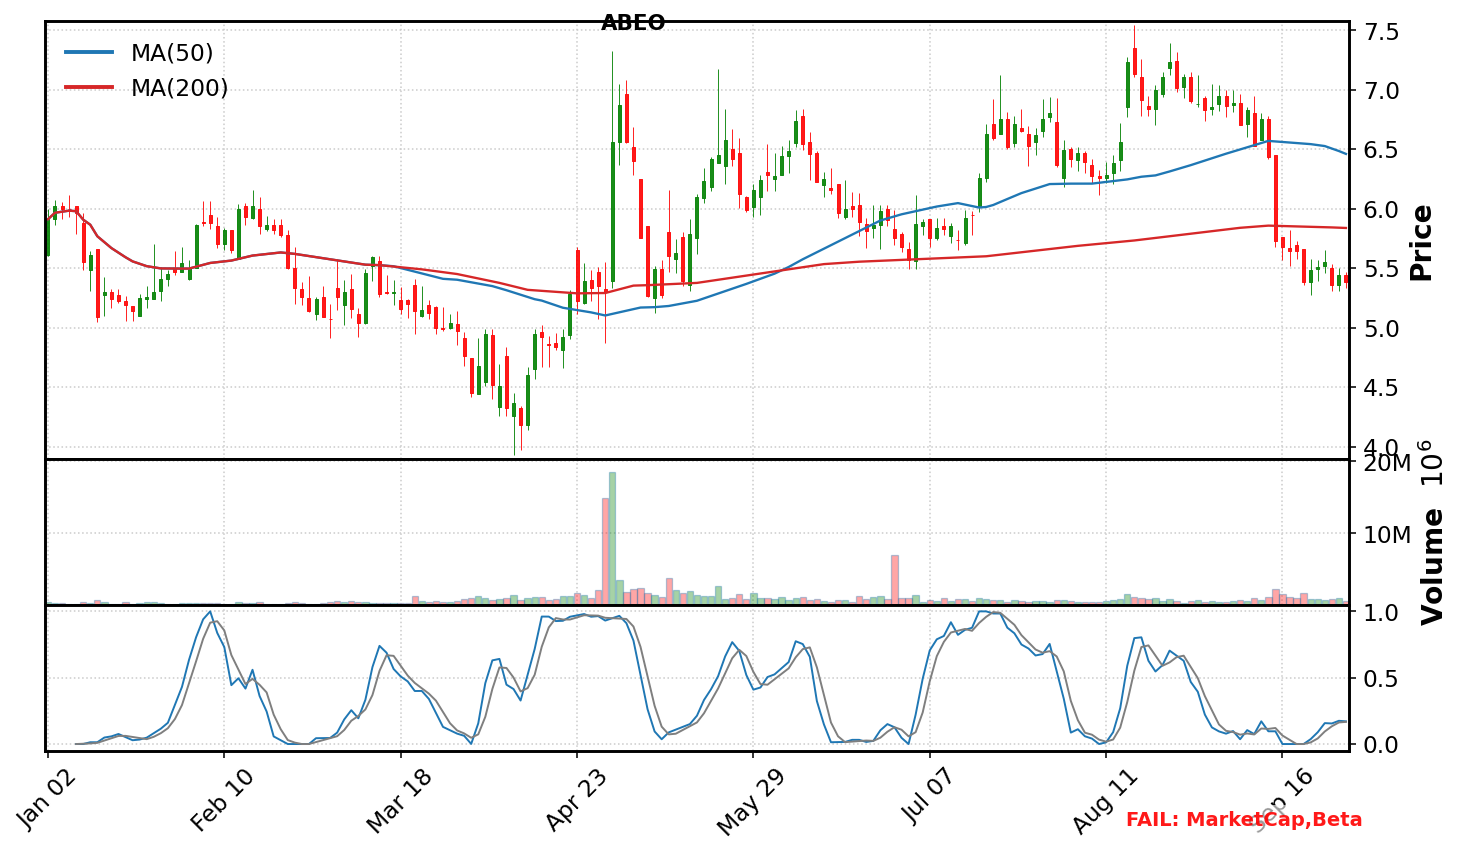 ABEO
MA(50)
MA(200)
7.5
7.0
6.5
6.0
5.5
5.0
4.5
4.0
Price
20M
10M
Volume 10^6
1.0
0.5
0.0
Jan 02
Feb 10
Mar 18
Apr 23
May 29
Jul 07
Aug 11
Sep 16
FAIL: MarketCap,Beta